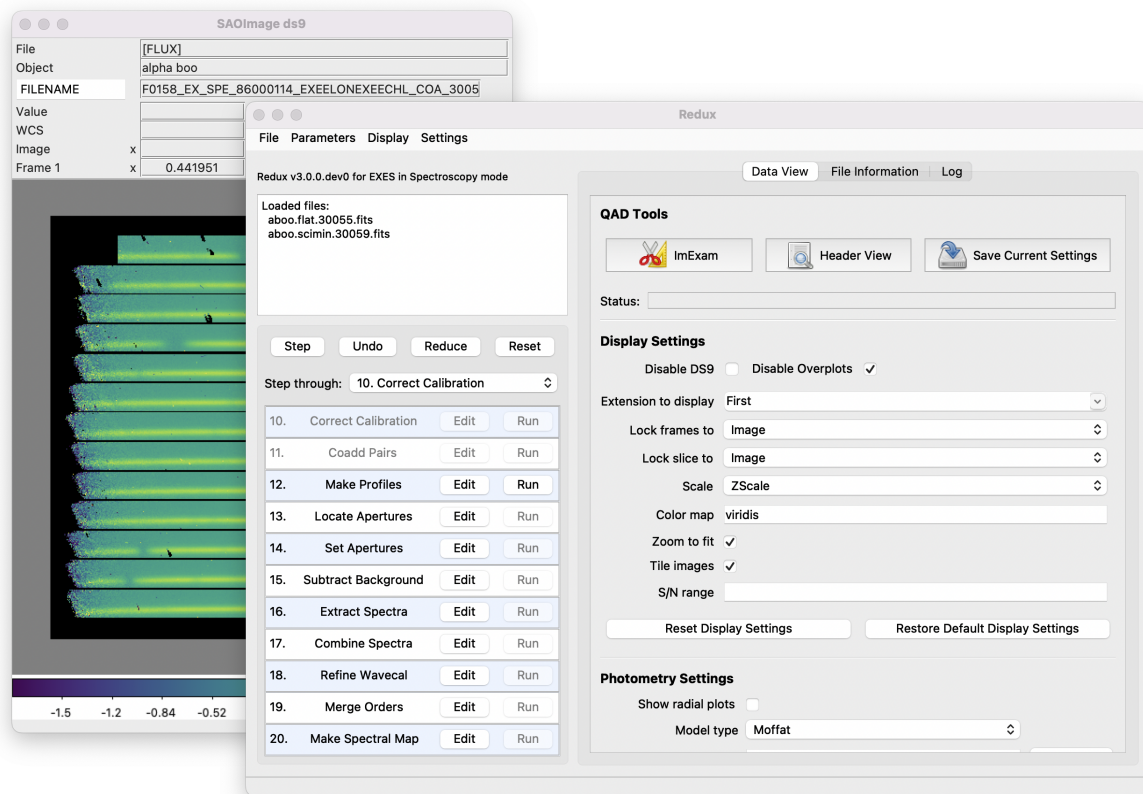 SAOImage ds9
File [FLUX]
Object alpha boo
FILENAME F0158_EX_SPE_86000114_EXEELONEXEECHL_COA_3005
Value
WCS
Image x
Frame 1 x 0.441951
-1.5 -1.2 -0.84 -0.52
Redux
File Parameters Display Settings
Redux v3.0.0.dev0 for EXES in Spectroscopy mode
Loaded files:
aboo.flat.30055.fits
aboo.scimin.30059.fits
Step Undo Reduce Reset
Step through: 10. Correct Calibration
10. Correct Calibration Edit Run
11. Coadd Pairs Edit Run
12. Make Profiles Edit Run
13. Locate Apertures Edit Run
14. Set Apertures Edit Run
15. Subtract Background Edit Run
16. Extract Spectra Edit Run
17. Combine Spectra Edit Run
18. Refine Wavecal Edit Run
19. Merge Orders Edit Run
20. Make Spectral Map Edit Run
Data View File Information Log
QAD Tools
ImExam Header View Save Current Settings
Status:
Display Settings
Disable DS9 Disable Overplots
Extension to display First
Lock frames to Image
Lock slice to Image
Scale ZScale
Color map viridis
Zoom to fit
Tile images
S/N range
Reset Display Settings Restore Default Display Settings
Photometry Settings
Show radial plots
Model type Moffat